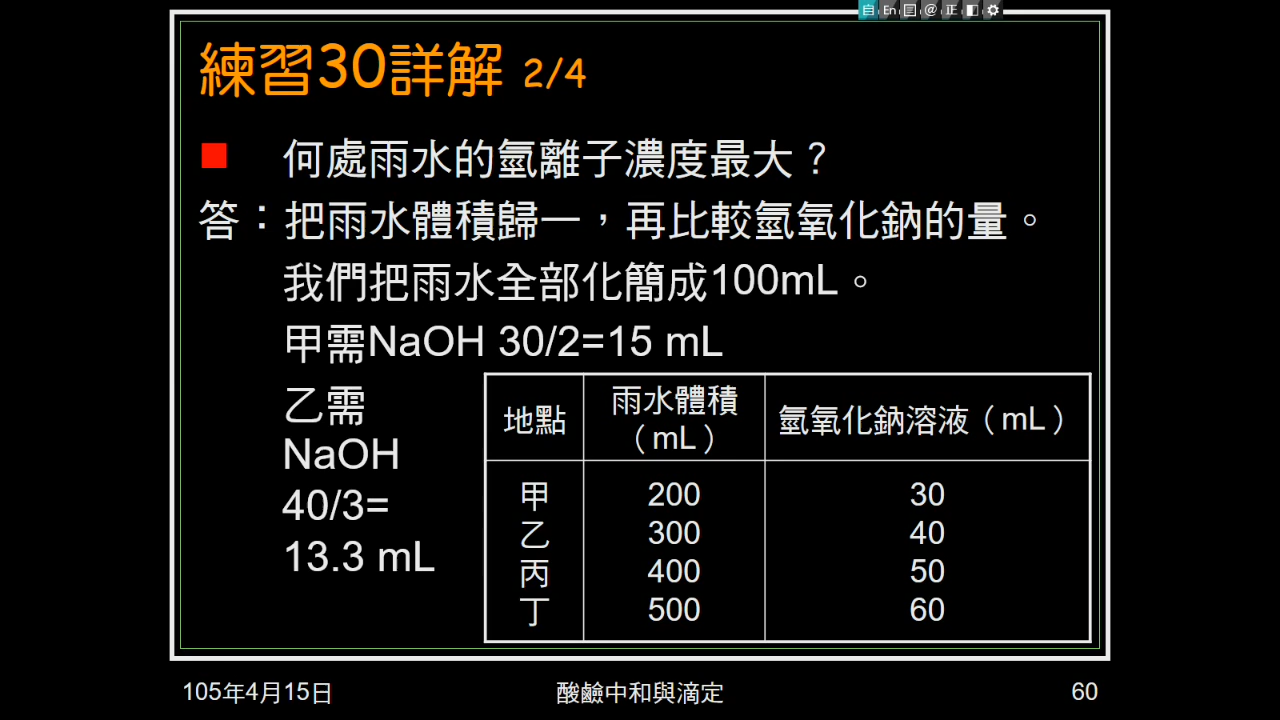 自 En @ 正
練習30詳解 2/4
何處雨水的氫離子濃度最大？
答：把雨水體積歸一，再比較氫氧化鈉的量。
我們把雨水全部化簡成100mL。
甲需NaOH 30/2=15 mL
乙需
NaOH
40/3=
13.3 mL
地點 雨水體積（mL） 氫氧化鈉溶液（mL）
甲 200 30
乙 300 40
丙 400 50
丁 500 60
105年4月15日 酸鹼中和與滴定 60